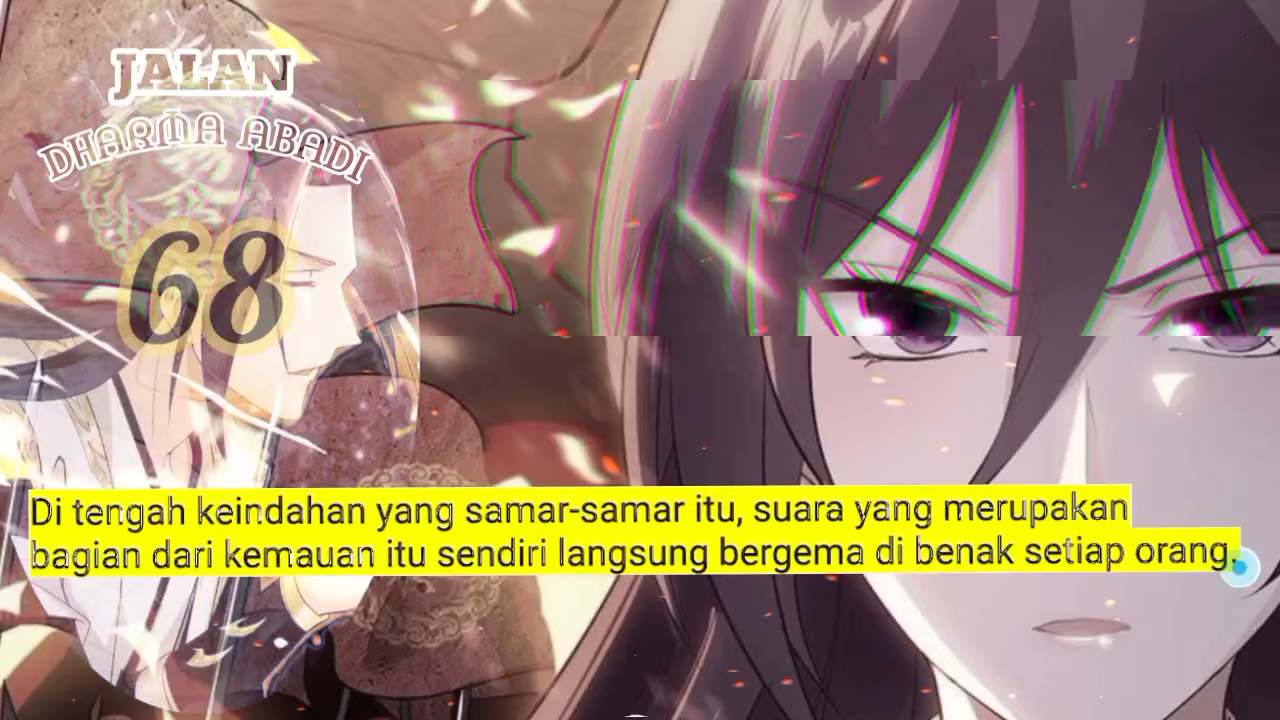 JALAN
DHARMA ABADI
68
Di tengah keindahan yang samar-samar itu, suara yang merupakan
bagian dari kemauan itu sendiri langsung bergema di benak setiap orang.